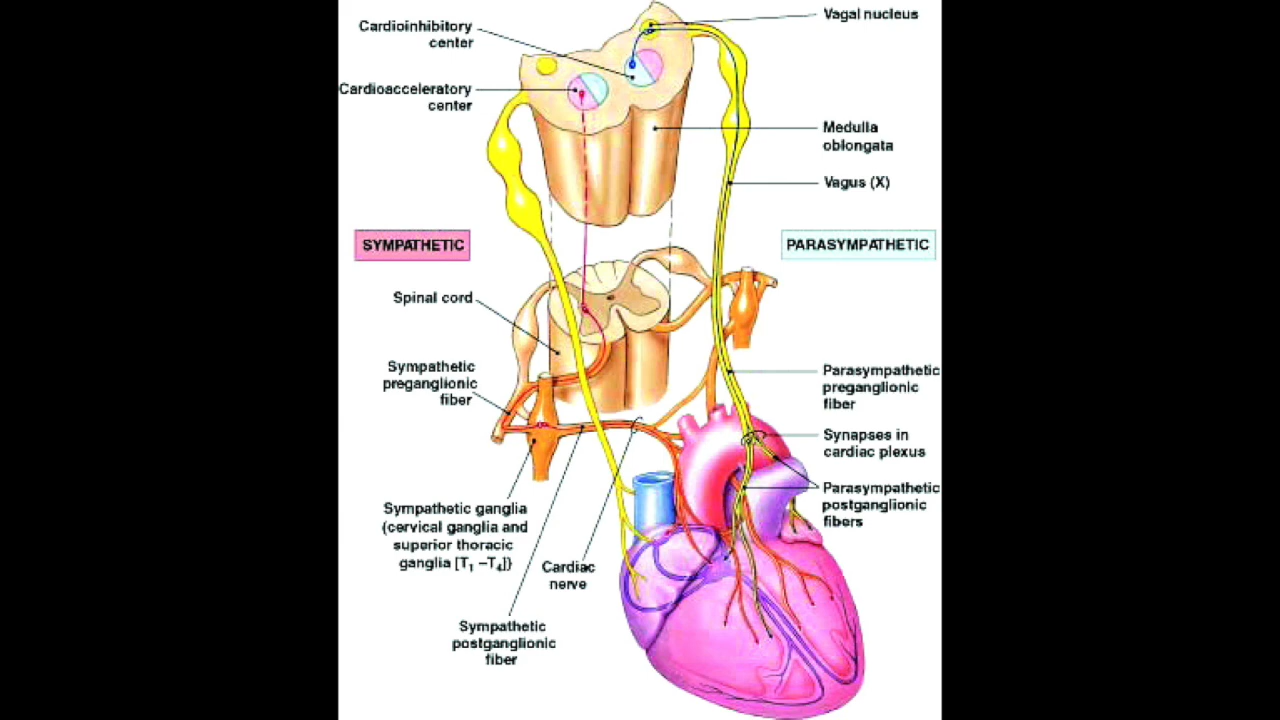 Cardioinhibitory
center
Cardioacceleratory
center
Vagal nucleus
Medulla
oblongata
Vagus (X)
SYMPATHETIC
PARASYMPATHETIC
Spinal cord
Sympathetic
preganglionic
fiber
Parasympathetic
preganglionic
fiber
Synapses in
cardiac plexus
Parasympathetic
postganglionic
fibers
Sympathetic ganglia
(cervical ganglia and
superior thoracic
ganglia [T1 –T4])
Cardiac
nerve
Sympathetic
postganglionic
fiber